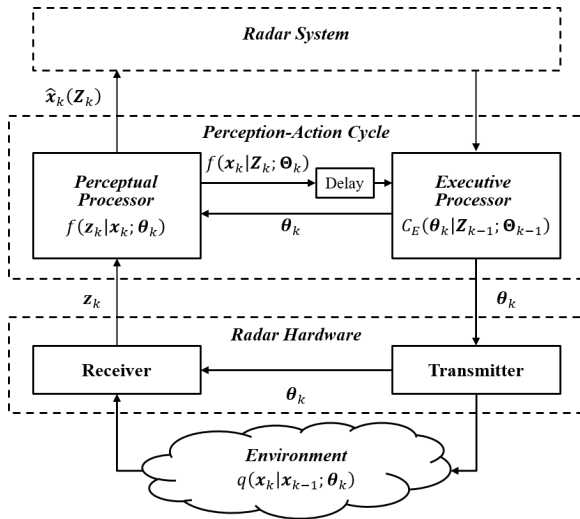 Radar System
x̂ₖ(Zₖ)
Perception-Action Cycle
Perceptual
Processor
f(zₖ|xₖ; θₖ)
f(xₖ|Zₖ; Θₖ)
Delay
θₖ
Executive
Processor
C_E(θₖ|Zₖ₋₁; Θₖ₋₁)
zₖ
θₖ
Radar Hardware
Receiver
Transmitter
θₖ
Environment
q(xₖ|xₖ₋₁; θₖ)